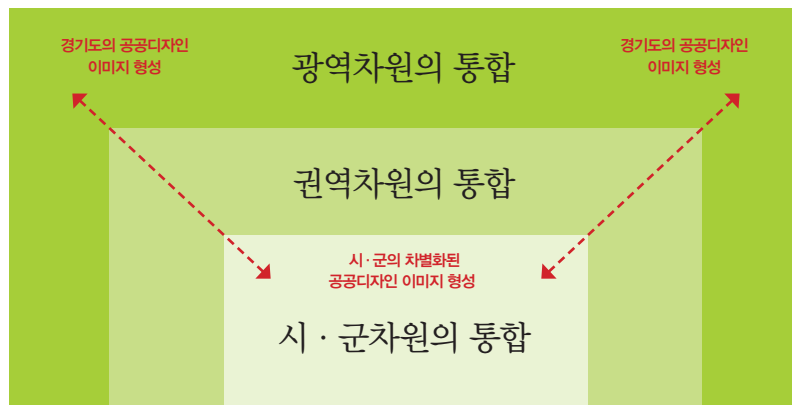 경기도의 공공디자인
이미지 형성
광역차원의 통합
경기도의 공공디자인
이미지 형성
권역차원의 통합
시·군의 차별화된
공공디자인 이미지 형성
시 · 군차원의 통합